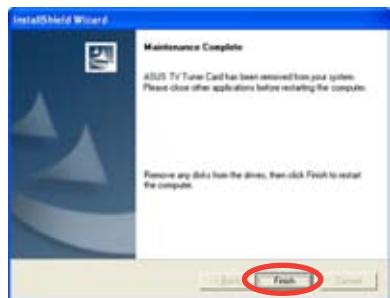 InstallShield Wizard
Maintenance Complete
ASUS TV Tuner Card has been removed from your system.
Please close other applications before restarting the computer.
Remove any disks from the drives, then click Finish to restart
the computer.
< Back
Finish
Cancel